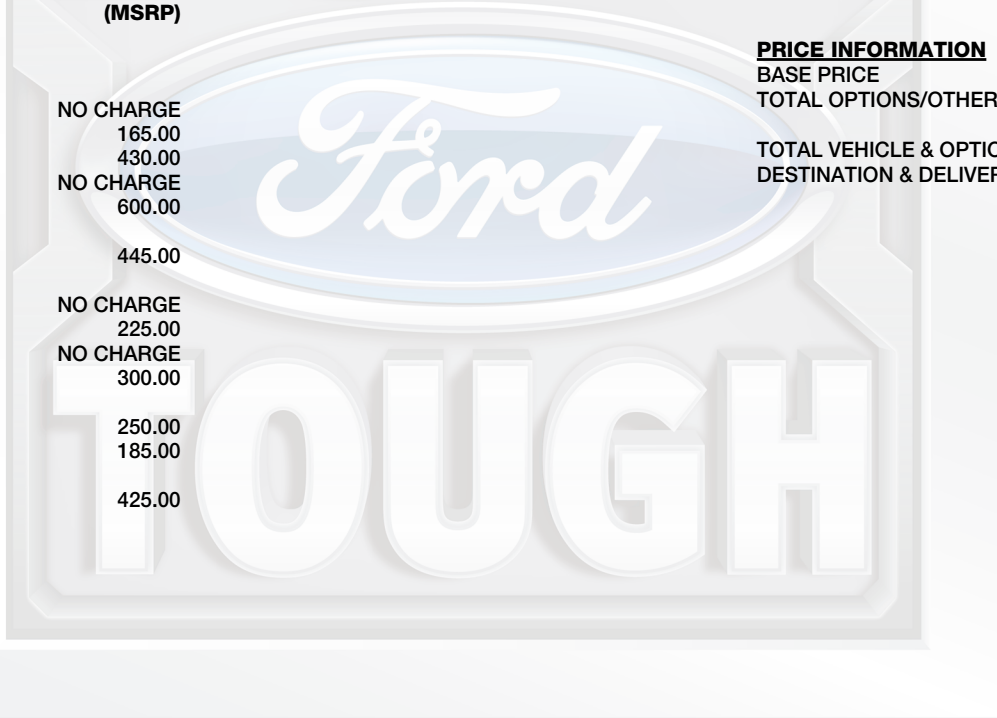 (MSRP)
NO CHARGE
165.00
430.00
NO CHARGE
600.00
445.00
NO CHARGE
225.00
NO CHARGE
300.00
250.00
185.00
425.00
PRICE INFORMATION
BASE PRICE
TOTAL OPTIONS/OTHER
TOTAL VEHICLE & OPTIO
DESTINATION & DELIVER
Ford
TOUGH